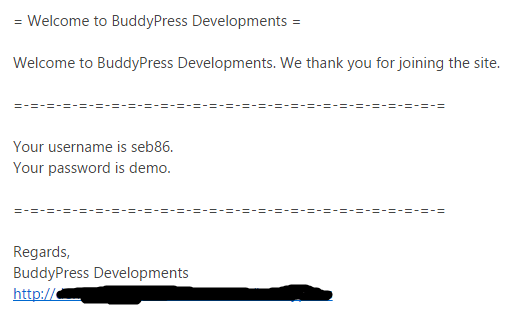 = Welcome to BuddyPress Developments =
Welcome to BuddyPress Developments. We thank you for joining the site.
=-=-=-=-=-=-=-=-=-=-=-=-=-=-=-=-=-=-=-=-=-=-=-=-=-=-=
Your username is seb86.
Your password is demo.
=-=-=-=-=-=-=-=-=-=-=-=-=-=-=-=-=-=-=-=-=-=-=-=-=-=-=
Regards,
BuddyPress Developments
http://